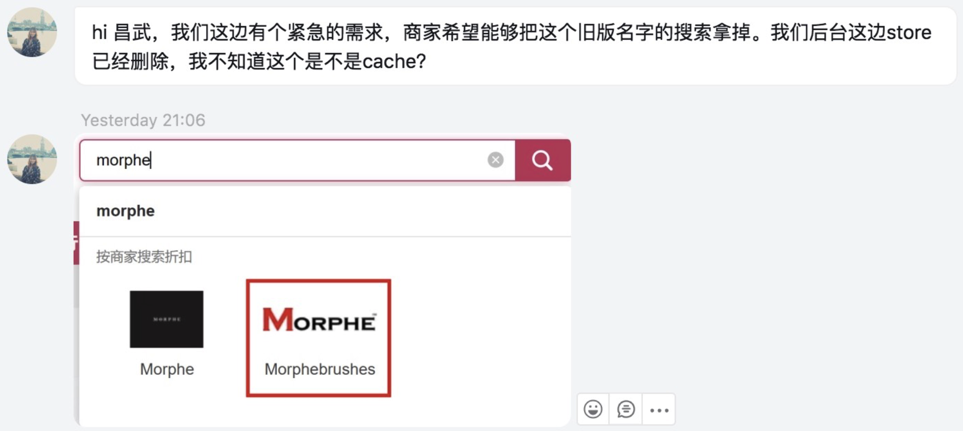 hi 昌武，我们这边有个紧急的需求，商家希望能够把这个旧版名字的搜索拿掉。我们后台这边store
已经删除，我不知道这个是不是cache?
Yesterday 21:06
morphe
morphe
按商家搜索折扣
MORPHE
MORPHE
Morphe
Morphebrushes